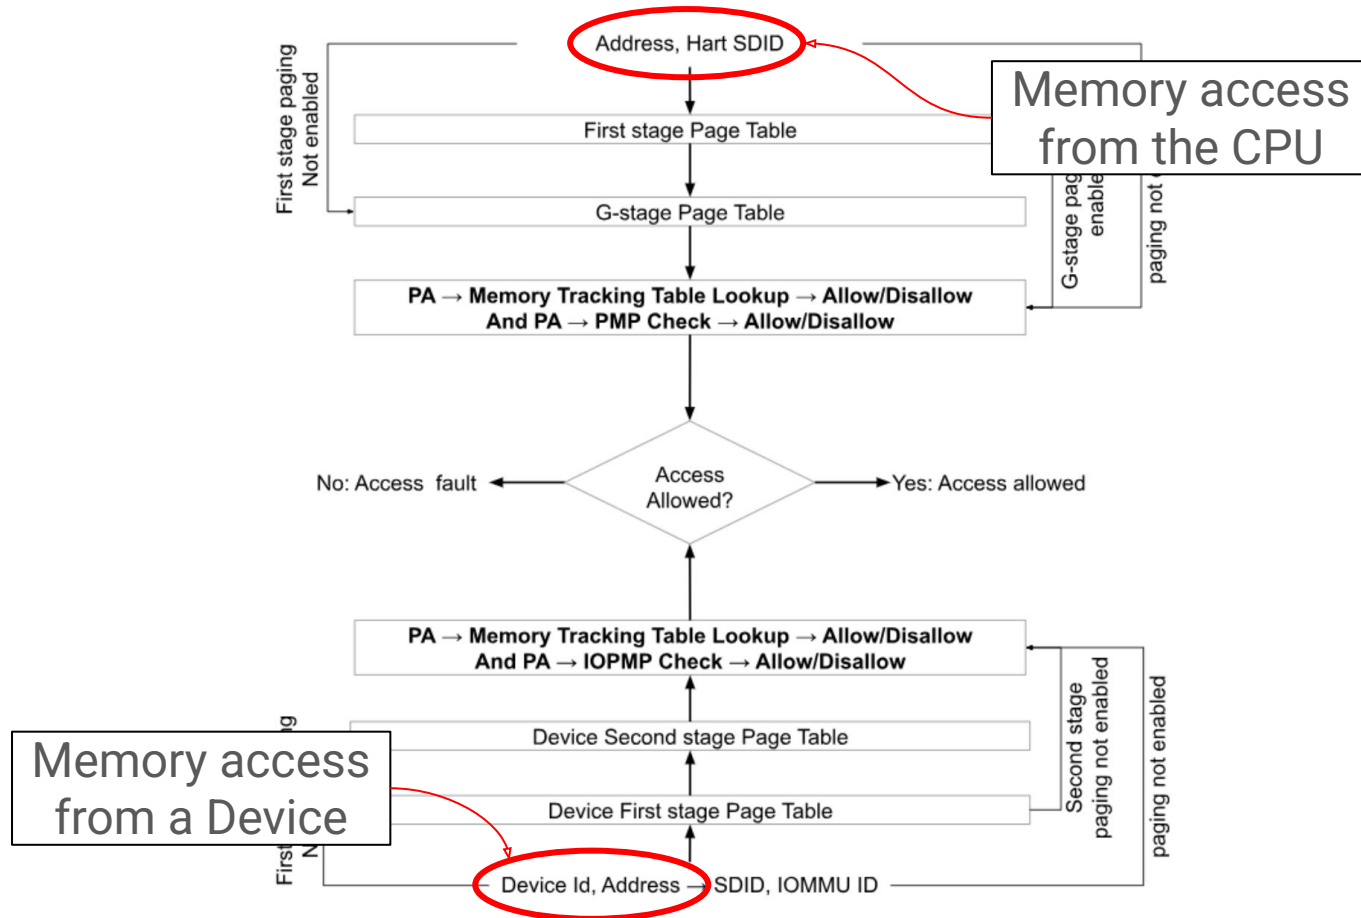 Address, Hart SDID
Memory access
from the CPU
First stage paging
Not enabled
First stage Page Table
G-stage Page Table
G-stage
enable
paging not
PA → Memory Tracking Table Lookup → Allow/Disallow
And PA → PMP Check → Allow/Disallow
No: Access fault
Access
Allowed?
Yes: Access allowed
PA → Memory Tracking Table Lookup → Allow/Disallow
And PA → IOPMP Check → Allow/Disallow
Second stage
paging not enabled
paging not enabled
Device Second stage Page Table
Memory access
from a Device
Device First stage Page Table
First
Device Id, Address → SDID, IOMMU ID